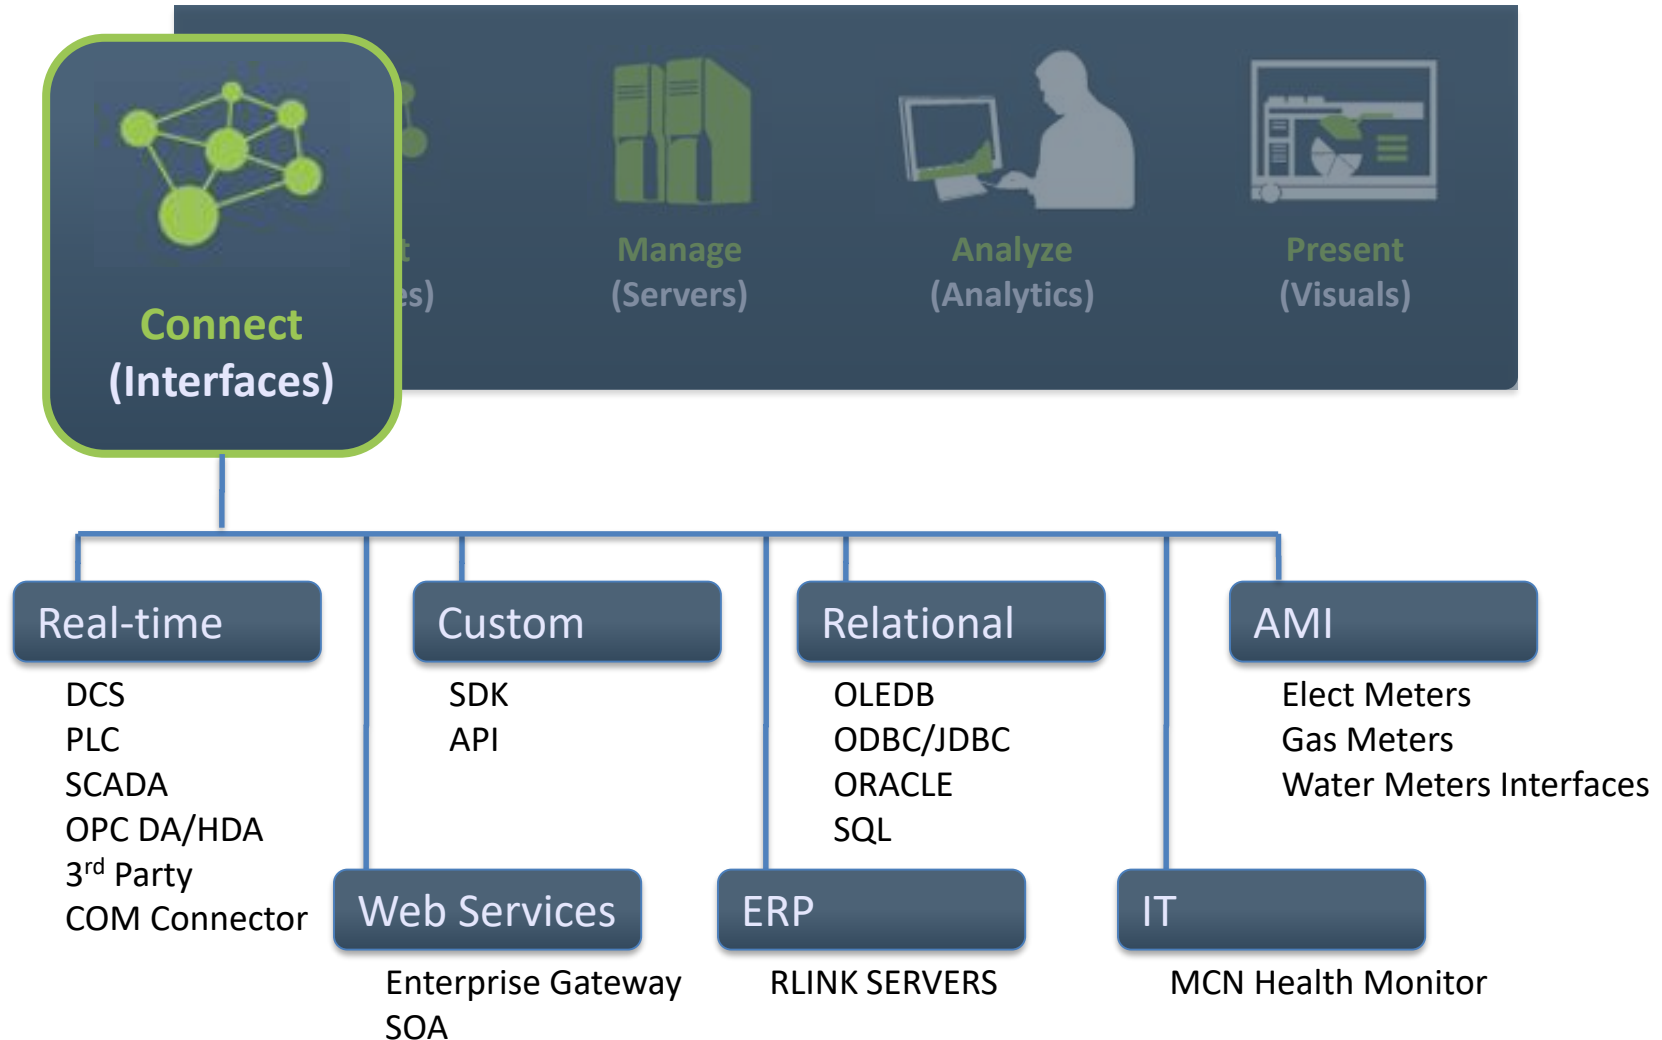 Connect
(Interfaces)
t
es)
Manage
(Servers)
Analyze
(Analytics)
Present
(Visuals)
Real-time
DCS
PLC
SCADA
OPC DA/HDA
3rd Party
COM Connector
Web Services
Enterprise Gateway
SOA
Custom
SDK
API
ERP
RLINK SERVERS
Relational
OLEDB
ODBC/JDBC
ORACLE
SQL
IT
MCN Health Monitor
AMI
Elect Meters
Gas Meters
Water Meters Interfaces